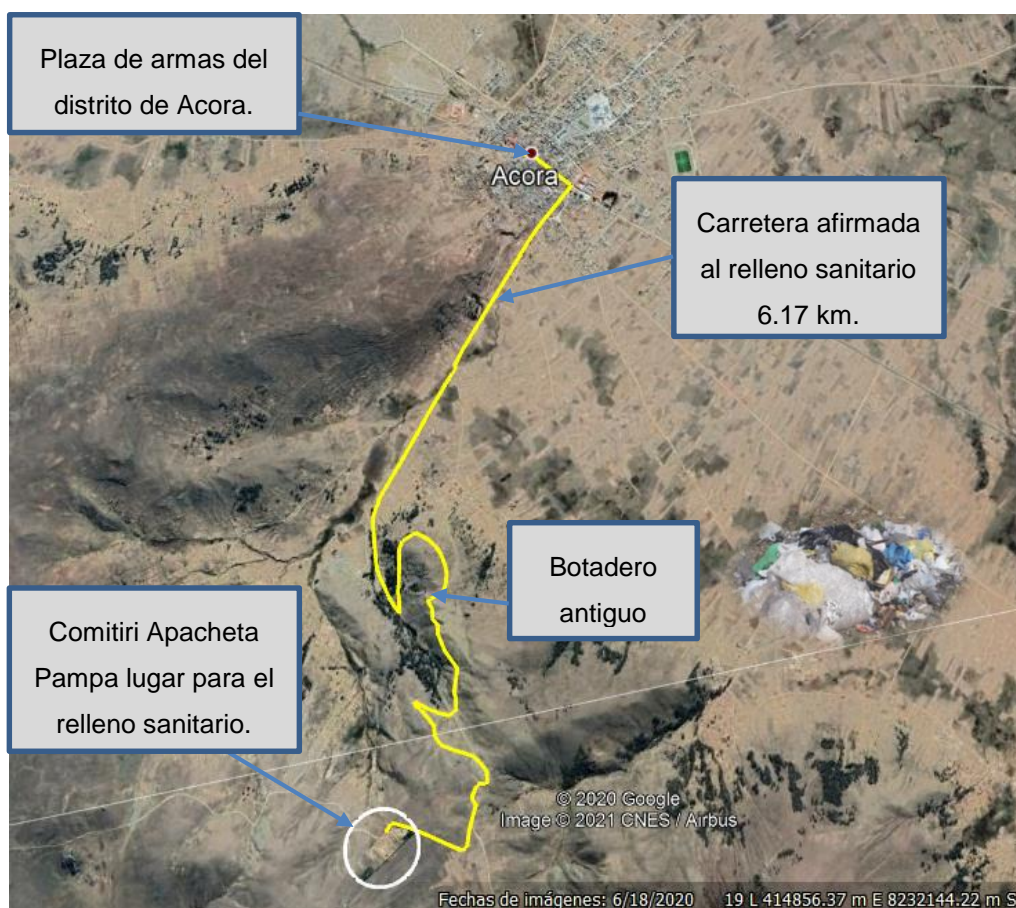 Plaza de armas del
distrito de Acora.
Acora
Carretera afirmada
al relleno sanitario
6.17 km.
Botadero
antiguo
Comitiri Apacheta
Pampa lugar para el
relleno sanitario.
© 2020 Google
Image © 2021 CNES / Airbus
Fechas de imágenes: 6/18/2020 19 L 414856.37 m E 8232144.22 m S